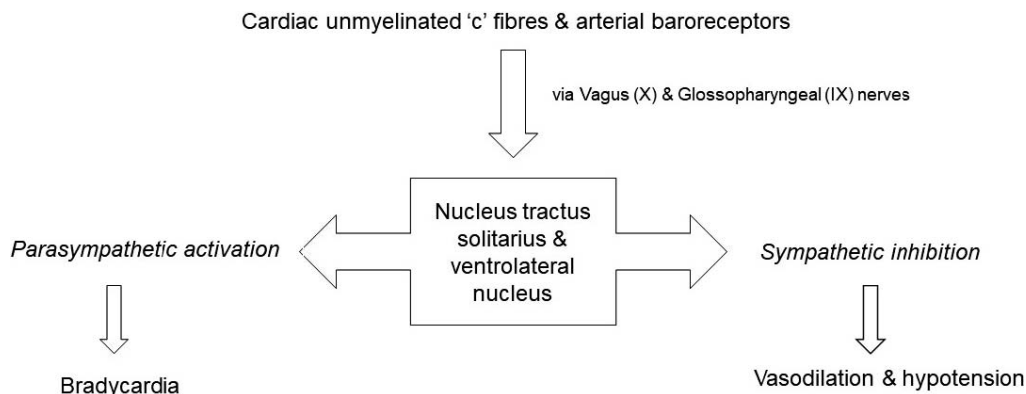 Cardiac unmyelinated ‘c’ fibres & arterial baroreceptors
via Vagus (X) & Glossopharyngeal (IX) nerves
Nucleus tractus
solitarius &
ventrolateral
nucleus
Parasympathetic activation
Sympathetic inhibition
Bradycardia
Vasodilation & hypotension